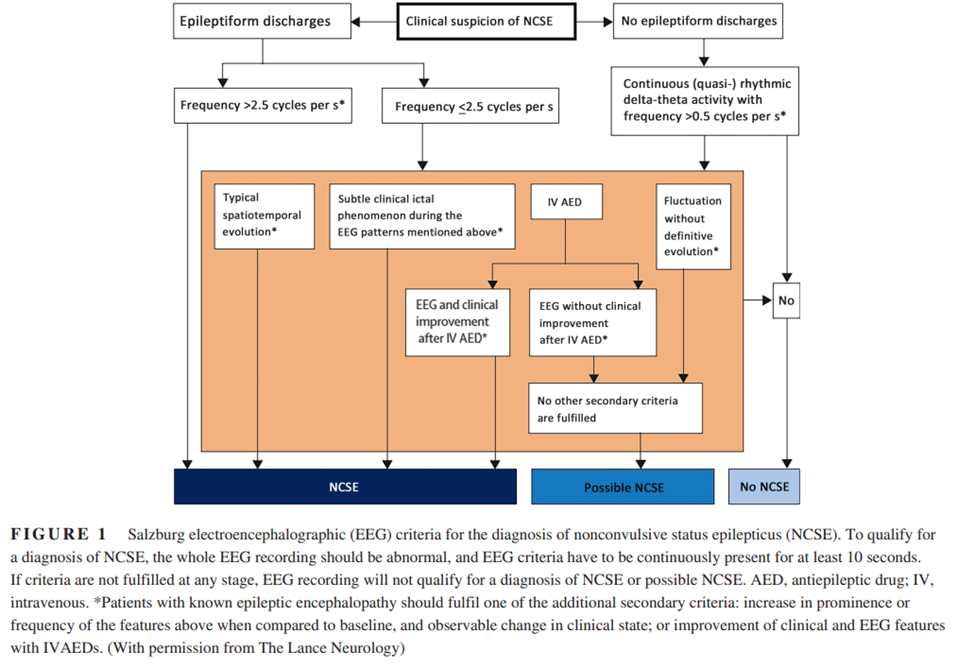 Epileptiform discharges
Clinical suspicion of NCSE
No epileptiform discharges
Frequency >2.5 cycles per s*
Frequency ≤2.5 cycles per s
Continuous (quasi-) rhythmic
delta-theta activity with
frequency >0.5 cycles per s*
Typical
spatiotemporal
evolution*
Subtle clinical ictal
phenomenon during the
EEG patterns mentioned above*
IV AED
Fluctuation
without
definitive
evolution*
EEG and clinical
improvement
after IV AED*
EEG without clinical
improvement
after IV AED*
No
No other secondary criteria
are fulfilled
NCSE
Possible NCSE
No NCSE
FIGURE 1 Salzburg electroencephalographic (EEG) criteria for the diagnosis of nonconvulsive status epilepticus (NCSE). To qualify for
a diagnosis of NCSE, the whole EEG recording should be abnormal, and EEG criteria have to be continuously present for at least 10 seconds.
If criteria are not fulfilled at any stage, EEG recording will not qualify for a diagnosis of NCSE or possible NCSE. AED, antiepileptic drug; IV,
intravenous. *Patients with known epileptic encephalopathy should fulfil one of the additional secondary criteria: increase in prominence or
frequency of the features above when compared to baseline, and observable change in clinical state; or improvement of clinical and EEG features
with IVAEDs. (With permission from The Lance Neurology)